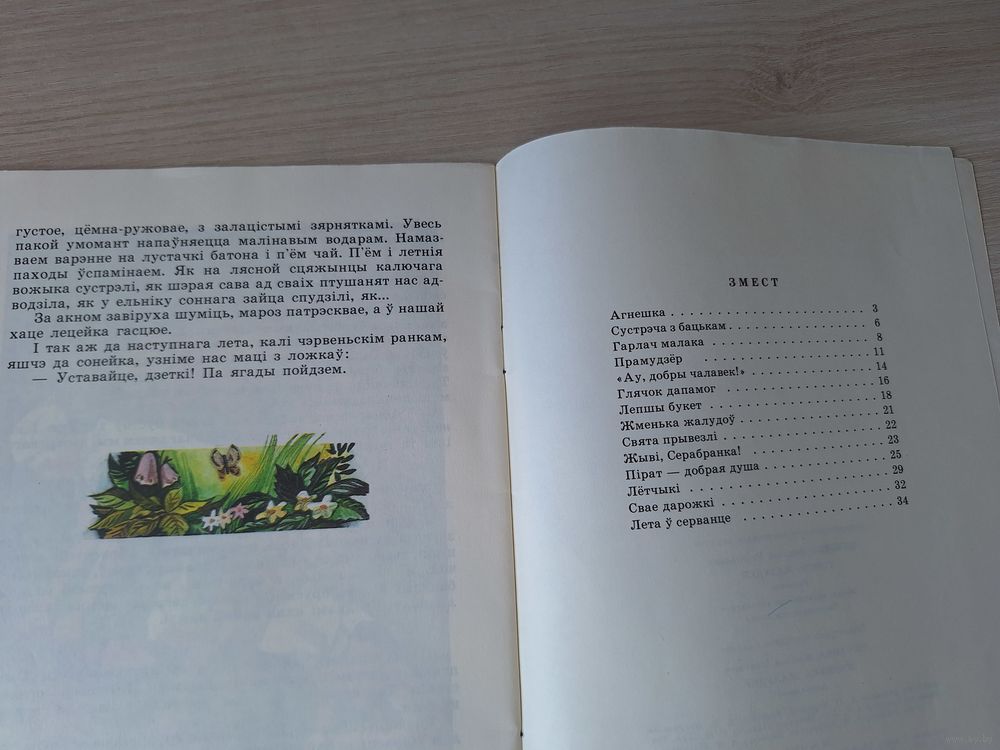 густое, цёмна-ружовае, з залацістымі зярняткамі. Увесь
пакой умомант напаўняецца малінавым водарам. Намаз-
ваем варэнне на лустачкі батона і п'ём чай. П'ём і летнія
паходы ўспамінаем. Як на лясной сцяжынцы калючага
вожыка сустрэлі, як шэрая сава ад сваіх птушанят нас ад-
водзіла, як у ельніку соннага зайца спудзілі, як...
За акном завіруха шуміць, мароз патрэсквае, а ў нашай
хаце лецейка гасцюе.
І так аж да наступнага лета, калі чэрвеньскім ранкам,
яшчэ да сонейка, узніме нас маці з ложкаў:
— Уставайце, дзеткі! Па ягады пойдзем.
ЗМЕСТ
Агнешка . . . . . . . . . . . . . . . . . 3
Сустрэча з бацькам . . . . . . . . . . . . 6
Гарлач малака . . . . . . . . . . . . . . 8
Прамудзёр . . . . . . . . . . . . . . 11
«Ау, добры чалавек!» . . . . . . . . . . . 14
Глячок дапамог . . . . . . . . . . . . . 16
Лепшы букет . . . . . . . . . . . . . . 18
Жменька жалудоў . . . . . . . . . . . . 21
Свята прывезлі . . . . . . . . . . . . . 22
Жыві, Серабранка! . . . . . . . . . . . . 23
Пірат — добрая душа . . . . . . . . . . . 25
Лётчыкі . . . . . . . . . . . . . . . . 29
Свае дарожкі . . . . . . . . . . . . . . 32
Лета ў серванце . . . . . . . . . . . . . 34